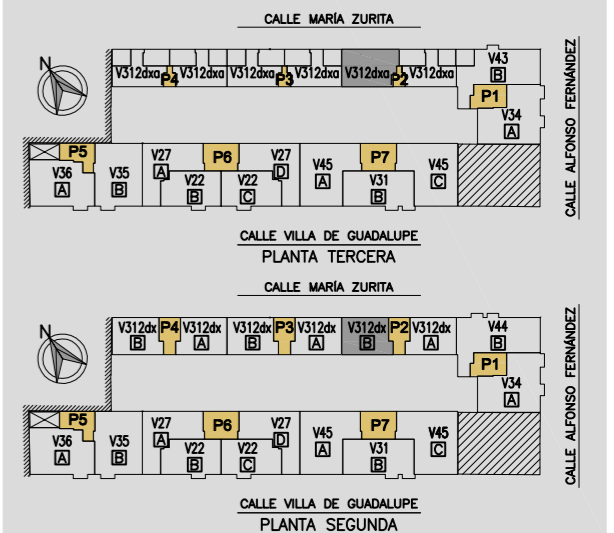 CALLE MARÍA ZURITA
N
V312dxa P4 V312dxa V312dxa P3 V312dxa V312dxa P2 V312dxa
V43
B
P1
V34
A
CALLE ALFONSO FERNÁNDEZ
P5
V36
A
V35
B
V27
A
P6
V22
B
V22
C
V27
D
V45
A
P7
V31
B
V45
C
CALLE VILLA DE GUADALUPE
PLANTA TERCERA
CALLE MARÍA ZURITA
N
V312dx P4 V312dx V312dx P3 V312dx V312dx P2 V312dx
B A B A B A
V44
B
P1
V34
A
CALLE ALFONSO FERNÁNDEZ
P5
V36
A
V35
B
V27
A
P6
V22
B
V22
C
V27
D
V45
A
P7
V31
B
V45
C
CALLE VILLA DE GUADALUPE
PLANTA SEGUNDA